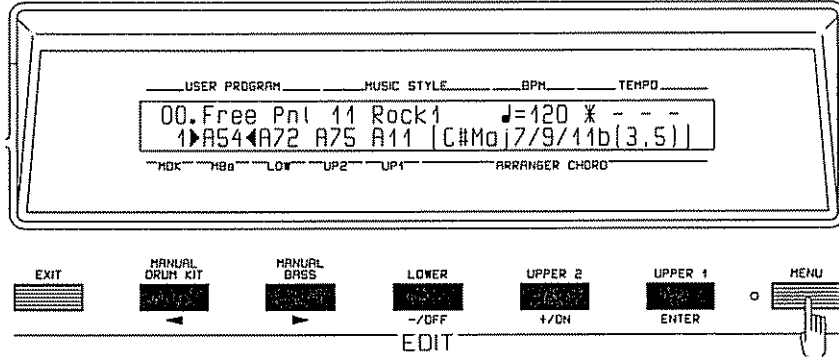 USER PROGRAM MUSIC STYLE BPM TEMPO
00.Free Pnl 11 Rock1 ♩=120 ⁎ - - -
1▶A54◀A72 A75 A11 [C#Maj7/9/11b(3,5)]
MDK MBa LOW UP2 UP1 ARRANGER CHORD
EXIT MANUAL DRUM KIT MANUAL BASS LOWER UPPER 2 UPPER 1 MENU
◀ ▶ -/OFF +/ON ENTER
EDIT